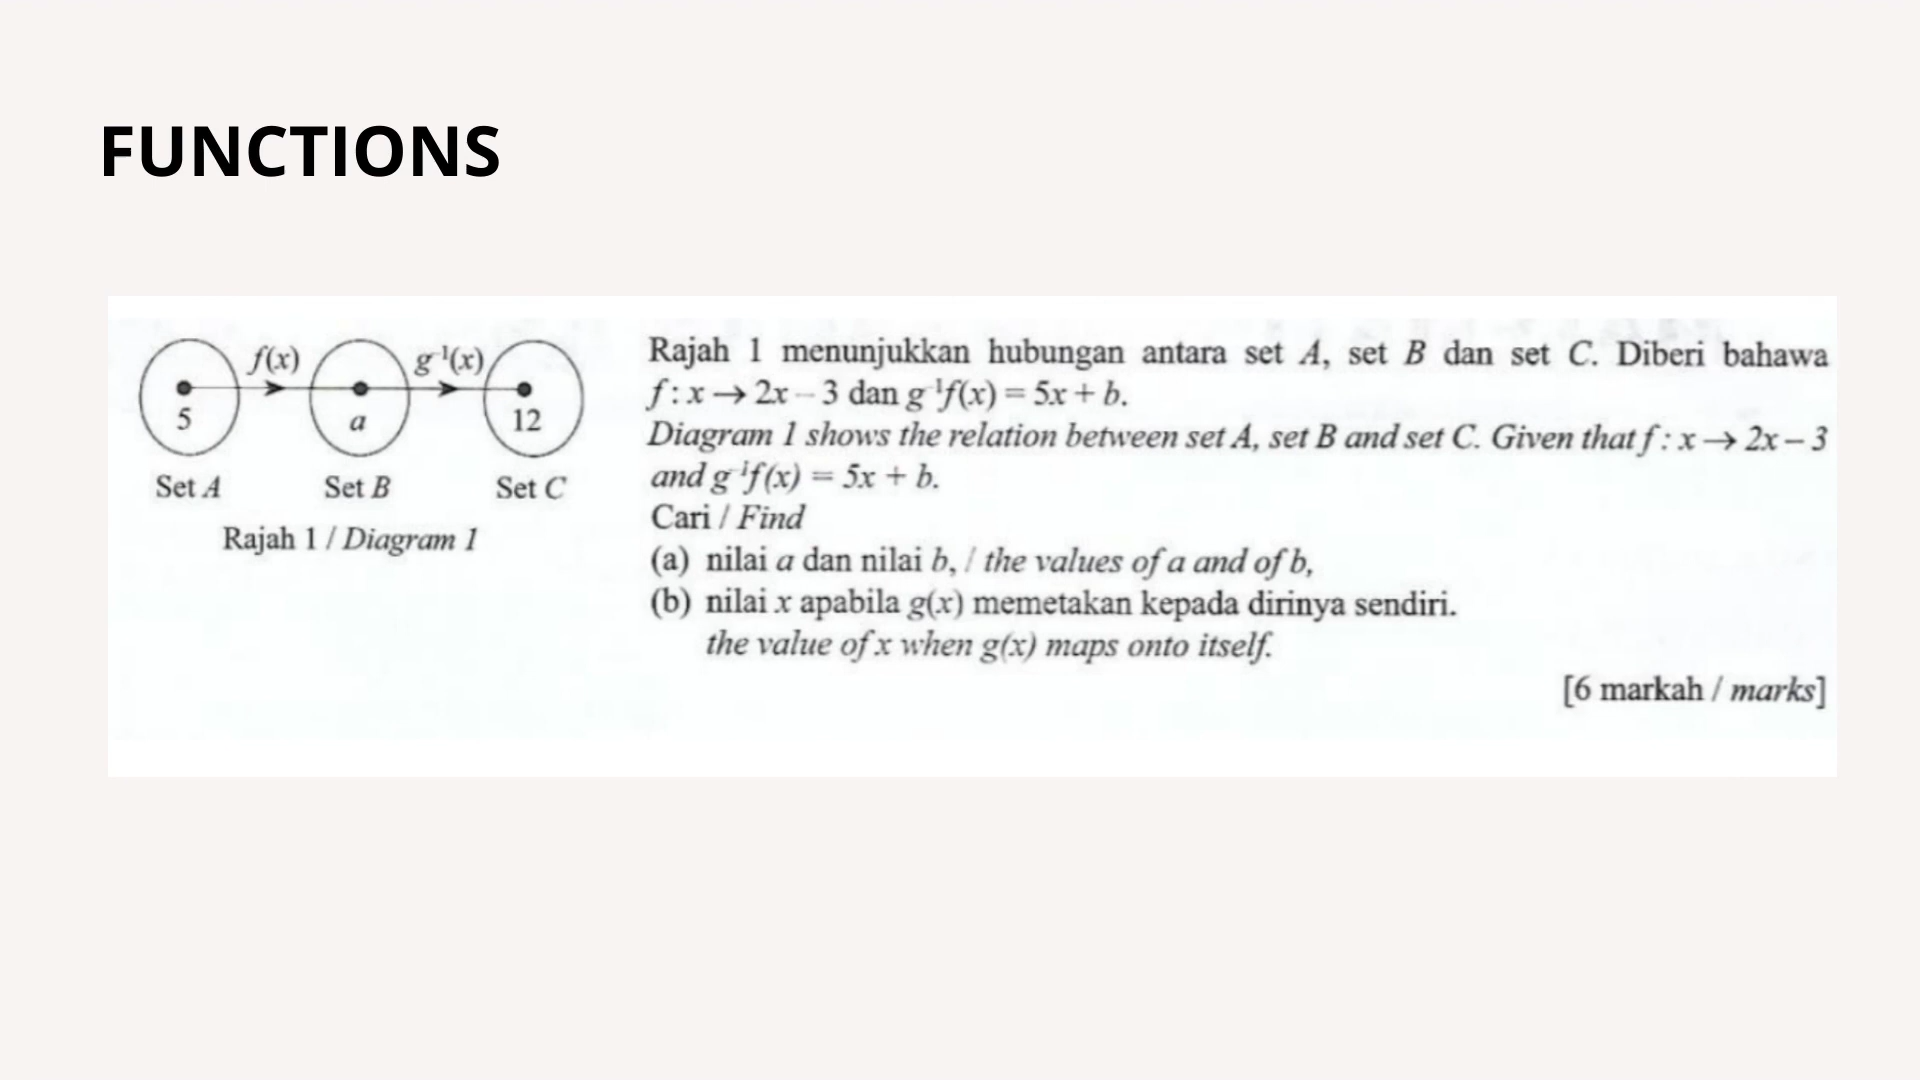 FUNCTIONS
f(x)
g⁻¹(x)
5
a
12
Set A
Set B
Set C
Rajah 1 / Diagram 1
Rajah 1 menunjukkan hubungan antara set A, set B dan set C. Diberi bahawa
f : x → 2x – 3 dan g⁻¹f(x) = 5x + b.
Diagram 1 shows the relation between set A, set B and set C. Given that f : x → 2x – 3
and g⁻¹f(x) = 5x + b.
Cari / Find
(a) nilai a dan nilai b, / the values of a and of b,
(b) nilai x apabila g(x) memetakan kepada dirinya sendiri.
the value of x when g(x) maps onto itself.
[6 markah / marks]